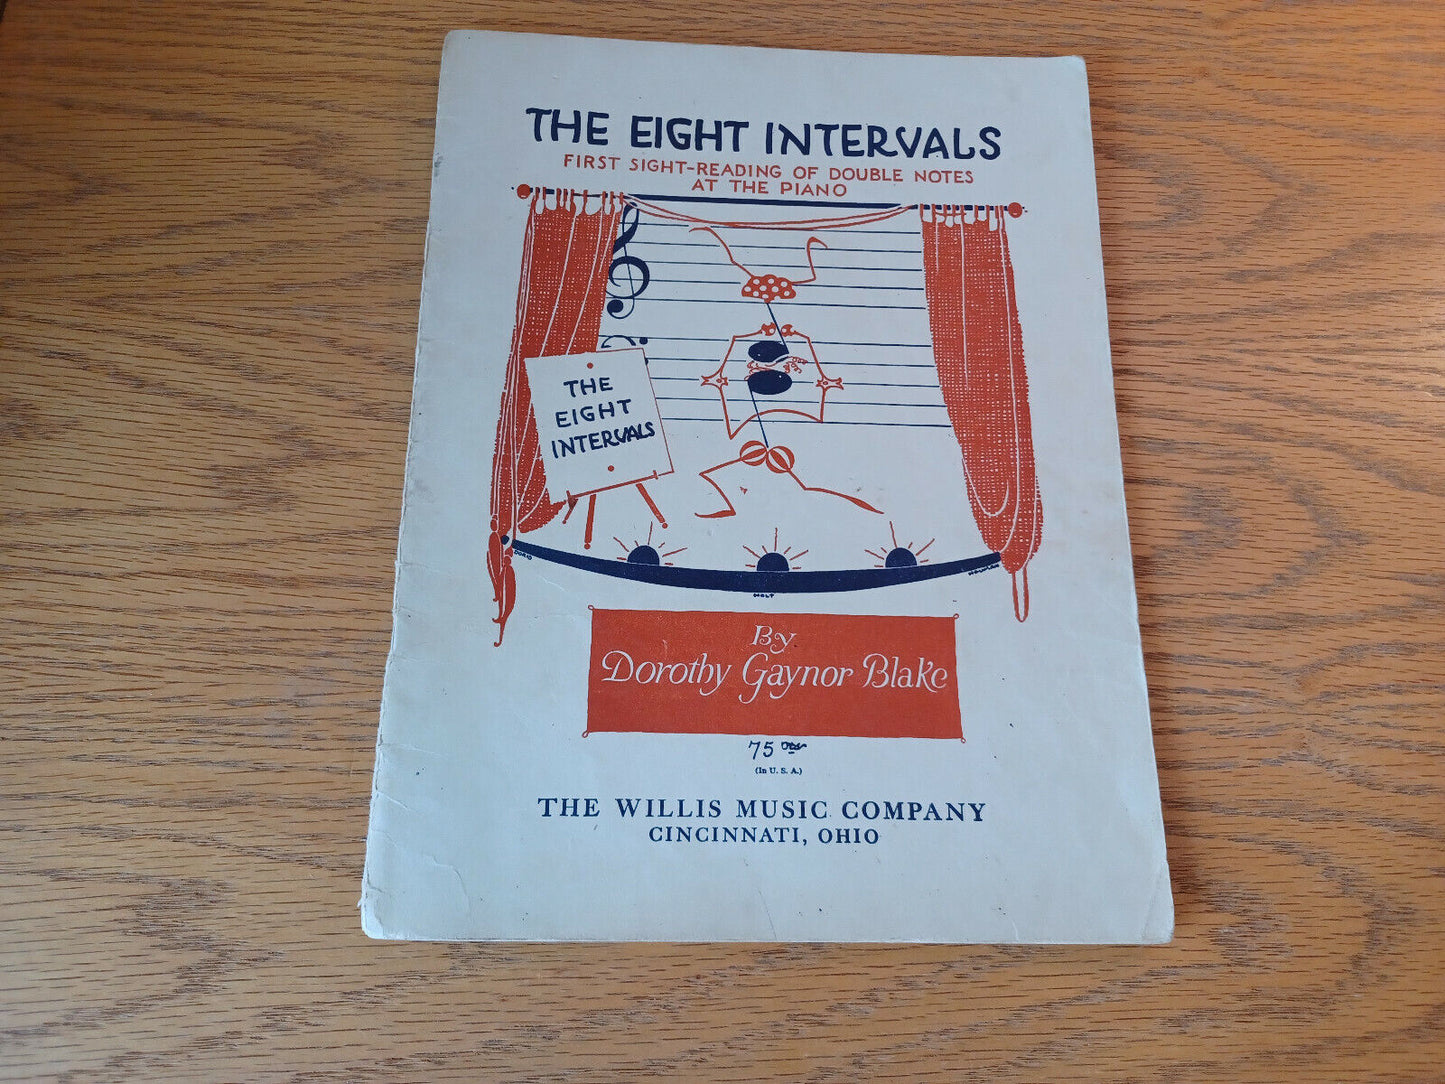 THE EIGHT INTERVALS
FIRST SIGHT-READING OF DOUBLE NOTES
AT THE PIANO
THE
EIGHT
INTERVALS
HOLT
By
Dorothy Gaynor Blake
75
(In U. S. A.)
THE WILLIS MUSIC COMPANY
CINCINNATI, OHIO